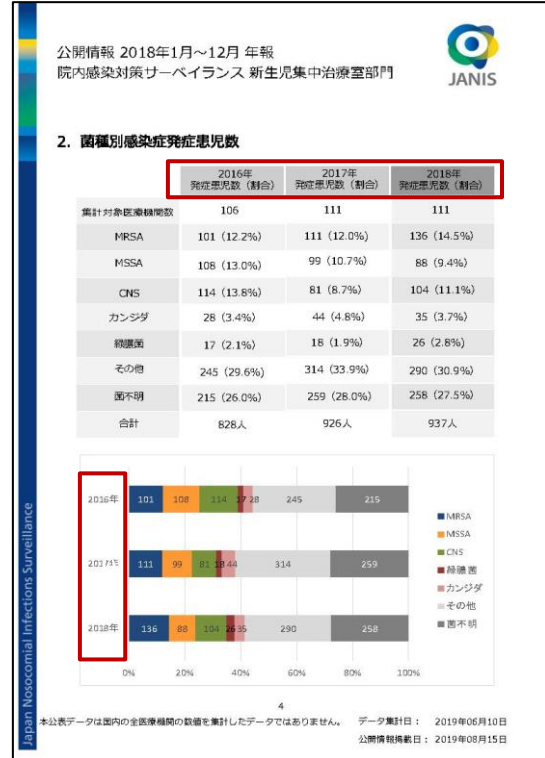 公開情報 2018年1月～12月 年報
院内感染対策サーベイランス 新生児集中治療室部門
JANIS
2. 菌種別感染症発症患児数
2016年 2017年 2018年
発症患児数（割合） 発症患児数（割合） 発症患児数（割合）
集計対象医療機関数 106 111 111
MRSA 101 (12.2%) 111 (12.0%) 136 (14.5%)
MSSA 108 (13.0%) 99 (10.7%) 88 (9.4%)
CNS 114 (13.8%) 81 (8.7%) 104 (11.1%)
カンジダ 28 (3.4%) 44 (4.8%) 35 (3.7%)
緑膿菌 17 (2.1%) 18 (1.9%) 26 (2.8%)
その他 245 (29.6%) 314 (33.9%) 290 (30.9%)
菌不明 215 (26.0%) 259 (28.0%) 258 (27.5%)
合計 828人 926人 937人
2016年 101 108 114 17 28 245 215
2017年 111 99 81 18 44 314 259
2018年 136 88 104 26 35 290 258
0% 20% 40% 60% 80% 100%
MRSA
MSSA
CNS
緑膿菌
カンジダ
その他
菌不明
Japan Nosocomial Infections Surveillance
4
本公表データは国内の全医療機関の数値を集計したデータではありません。 データ集計日： 2019年06月10日
公開情報掲載日：2019年08月15日